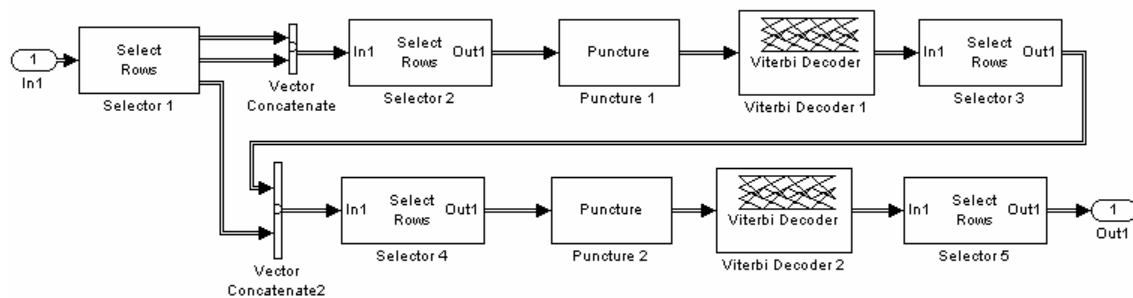 1
In1
Select
Rows
Selector 1
Vector
Concatenate
In1 Select Out1
Rows
Selector 2
Puncture
Puncture 1
Viterbi Decoder
Viterbi Decoder 1
In1 Select Out1
Rows
Selector 3
Vector
Concatenate2
In1 Select Out1
Rows
Selector 4
Puncture
Puncture 2
Viterbi Decoder
Viterbi Decoder 2
In1 Select Out1
Rows
Selector 5
1
Out1